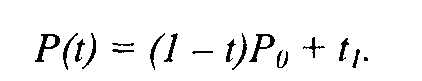 P(t) = (1 – t)P₀ + t₁.